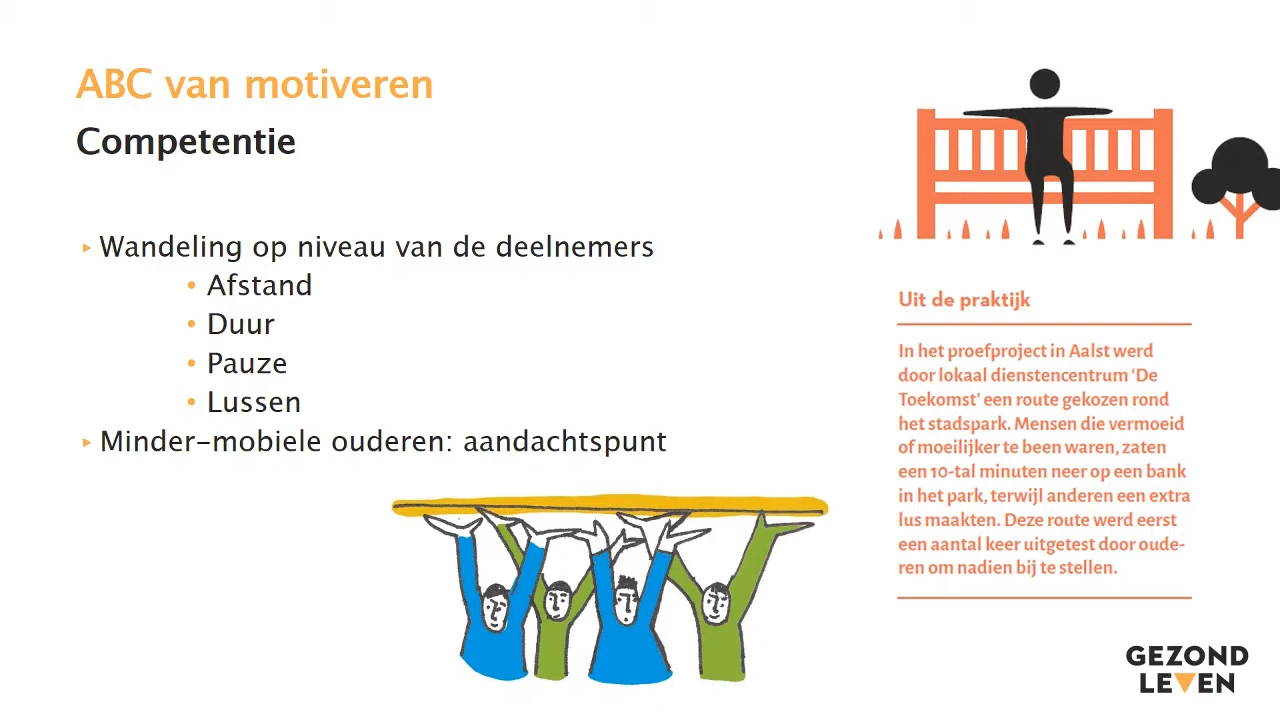 ABC van motiveren
Competentie
▸ Wandeling op niveau van de deelnemers
• Afstand
• Duur
• Pauze
• Lussen
▸ Minder-mobiele ouderen: aandachtspunt
Uit de praktijk
In het proefproject in Aalst werd
door lokaal dienstencentrum ‘De
Toekomst’ een route gekozen rond
het stadspark. Mensen die vermoeid
of moeilijker te been waren, zaten
een 10-tal minuten neer op een bank
in het park, terwijl anderen een extra
lus maakten. Deze route werd eerst
een aantal keer uitgetest door oude-
ren om nadien bij te stellen.
GEZOND
LEVEN